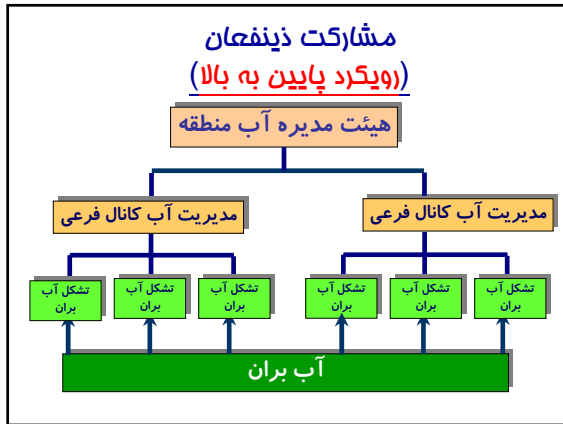 مشارکت ذینفعان
(رویکرد پایین به بالا)
هیئت مدیره آب منطقه
مدیریت آب کانال فرعی
مدیریت آب کانال فرعی
تشکل آب
بران
تشکل آب
بران
تشکل آب
بران
تشکل آب
بران
تشکل آب
بران
تشکل آب
بران
آب بران